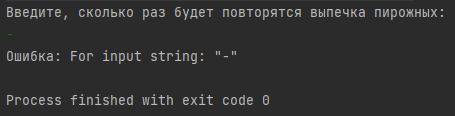 Введите, сколько раз будет повторятся выпечка пирожных:
-
Ошибка: For input string: "-"
Process finished with exit code 0